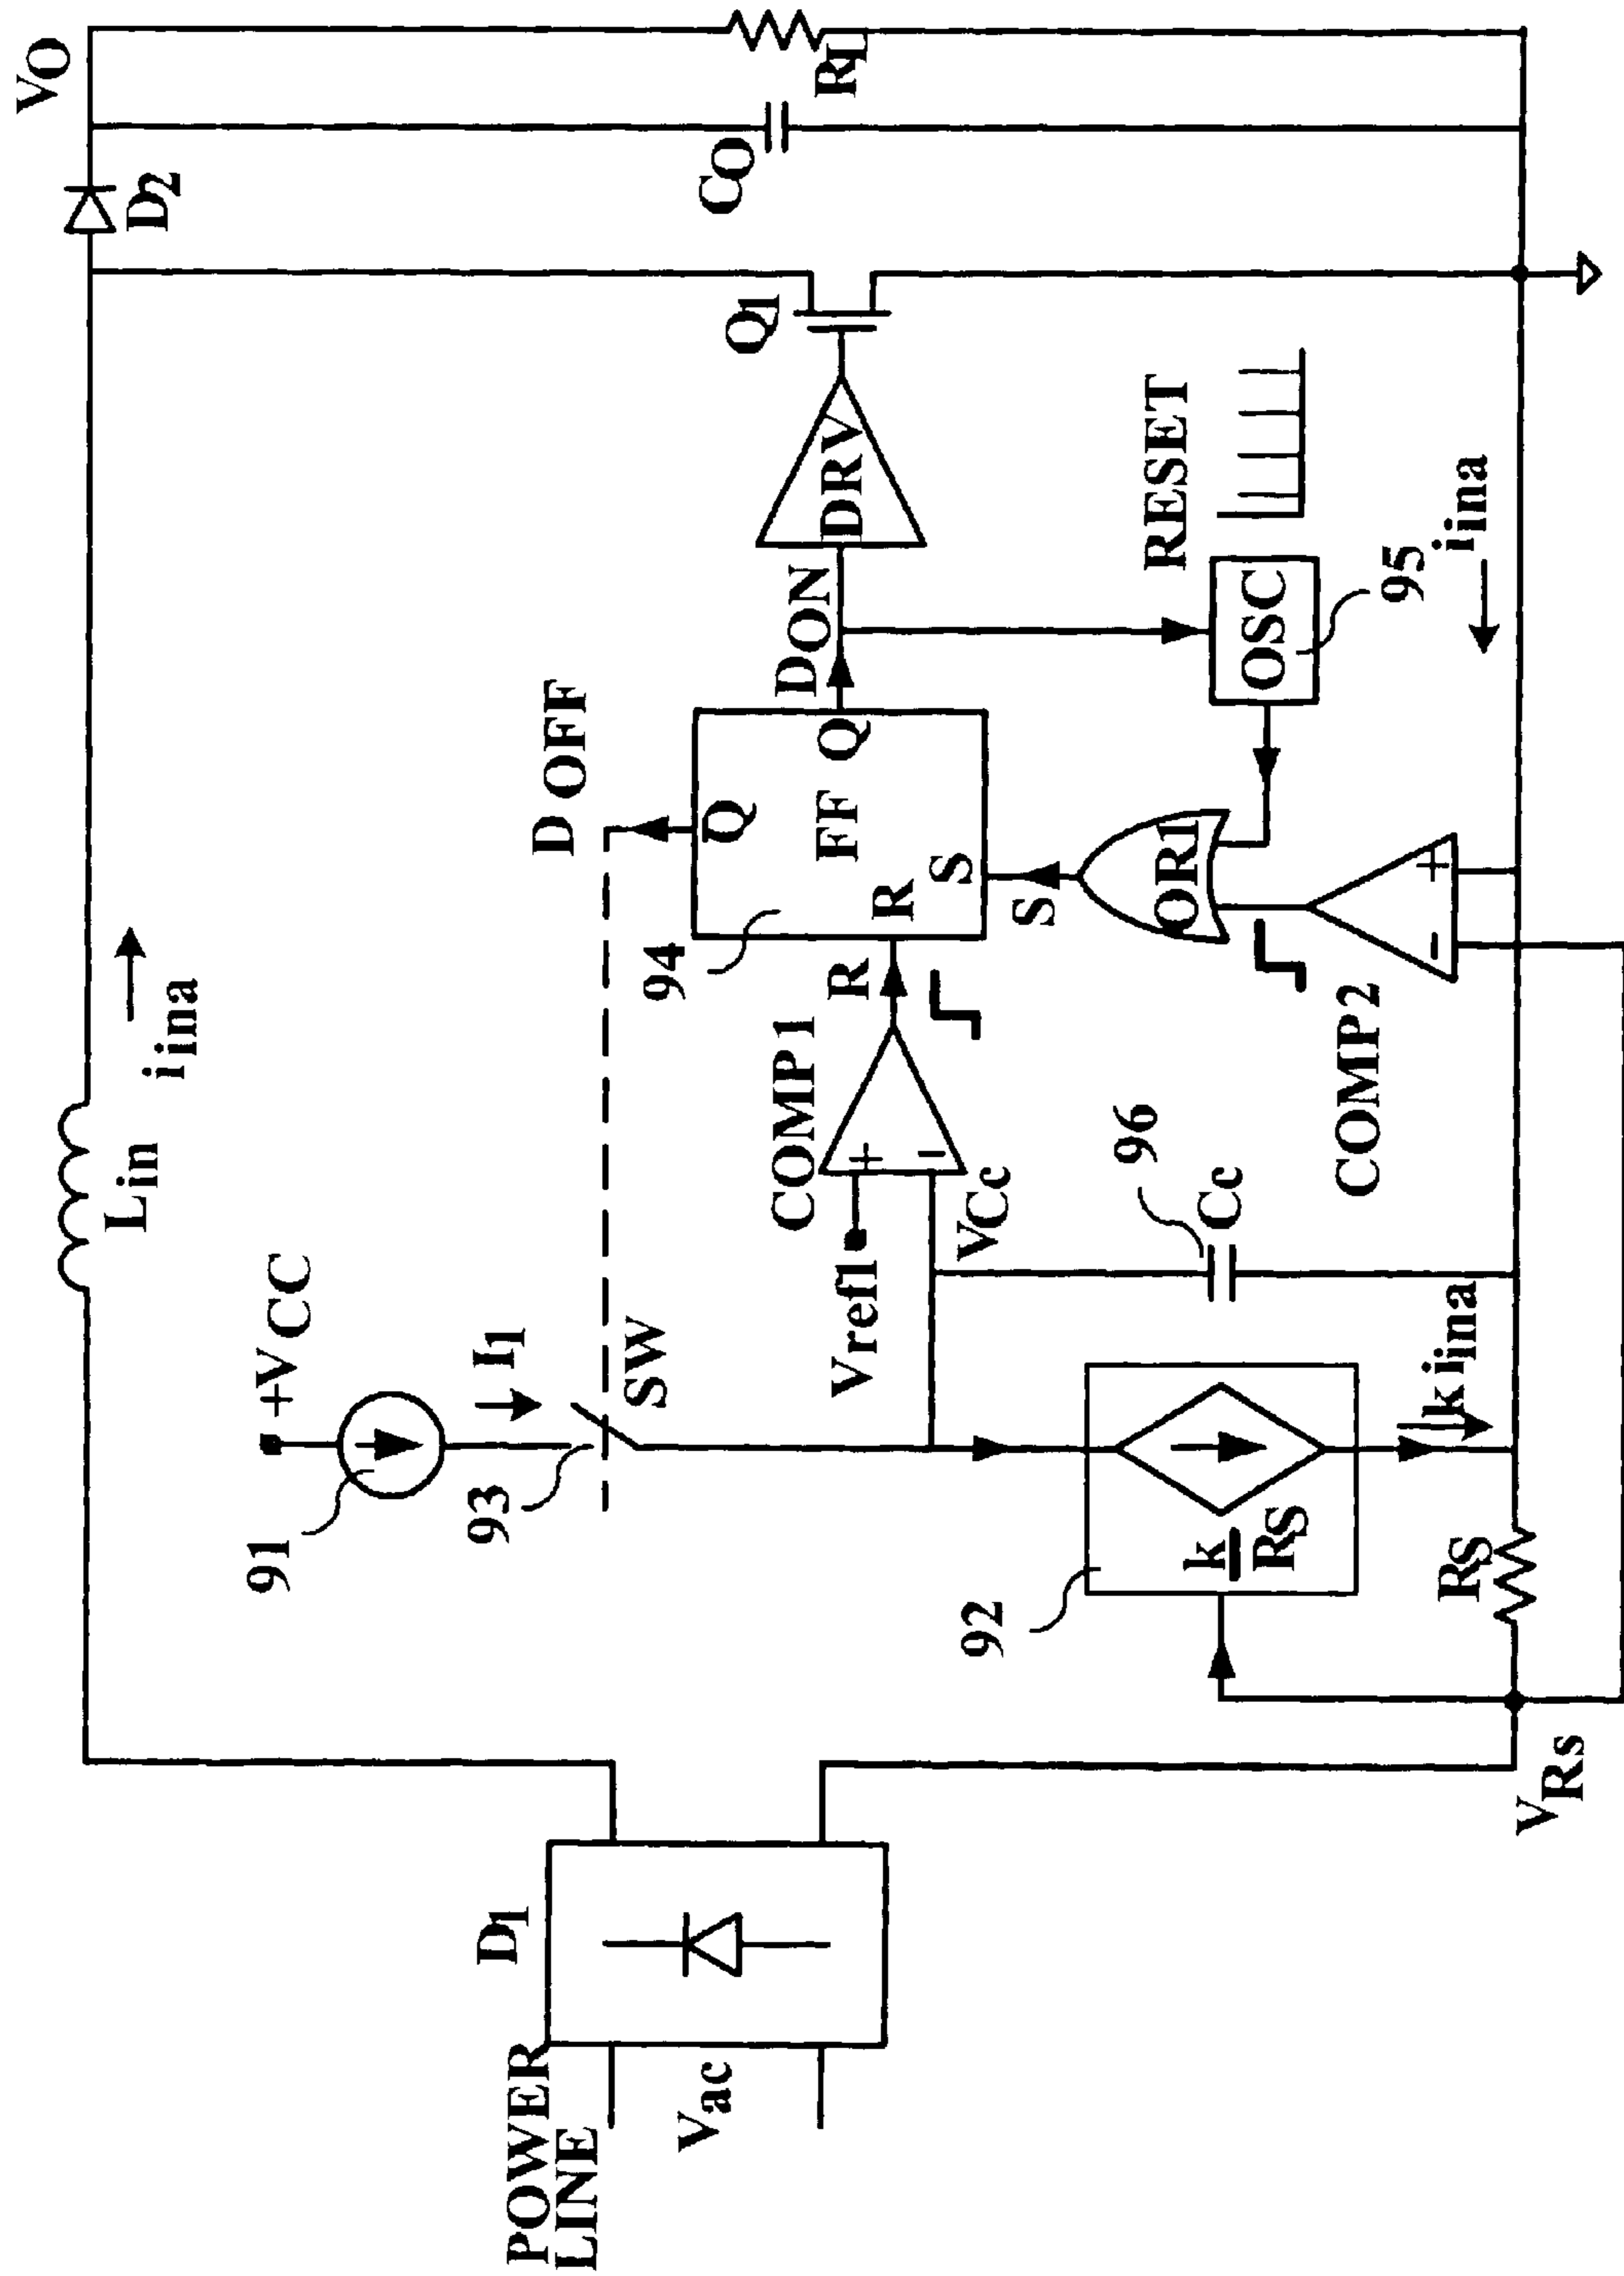 POWER
LINE
Vac
D1
Lin
iina
D2
VO
CO
RL
Q1
+VCC
91
I1
93
SW
D OFF
94
Q̅
FF Q
R
S
DON
DRV
RESET
OSC
95
iina
COMP1
+
-
R
Vref1
VCc
96
Cc
S
OR1
COMP2
-
+
92
k
RS
kiina
RS
VRs